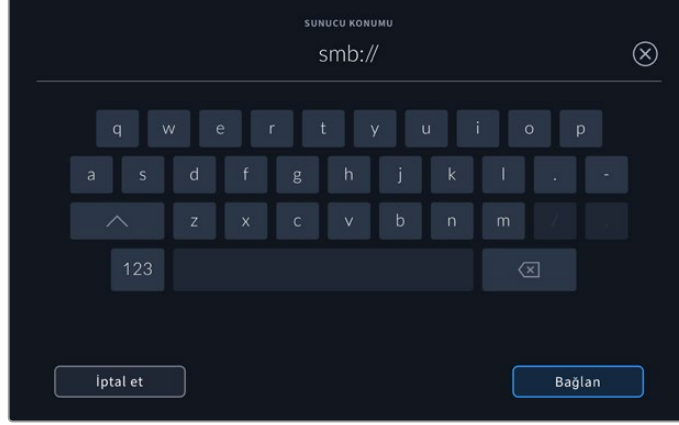 SUNUCU KONUMU
smb://
q w e r t y u i o p
a s d f g h j k l . -
z x c v b n m /
123
İptal et
Bağlan